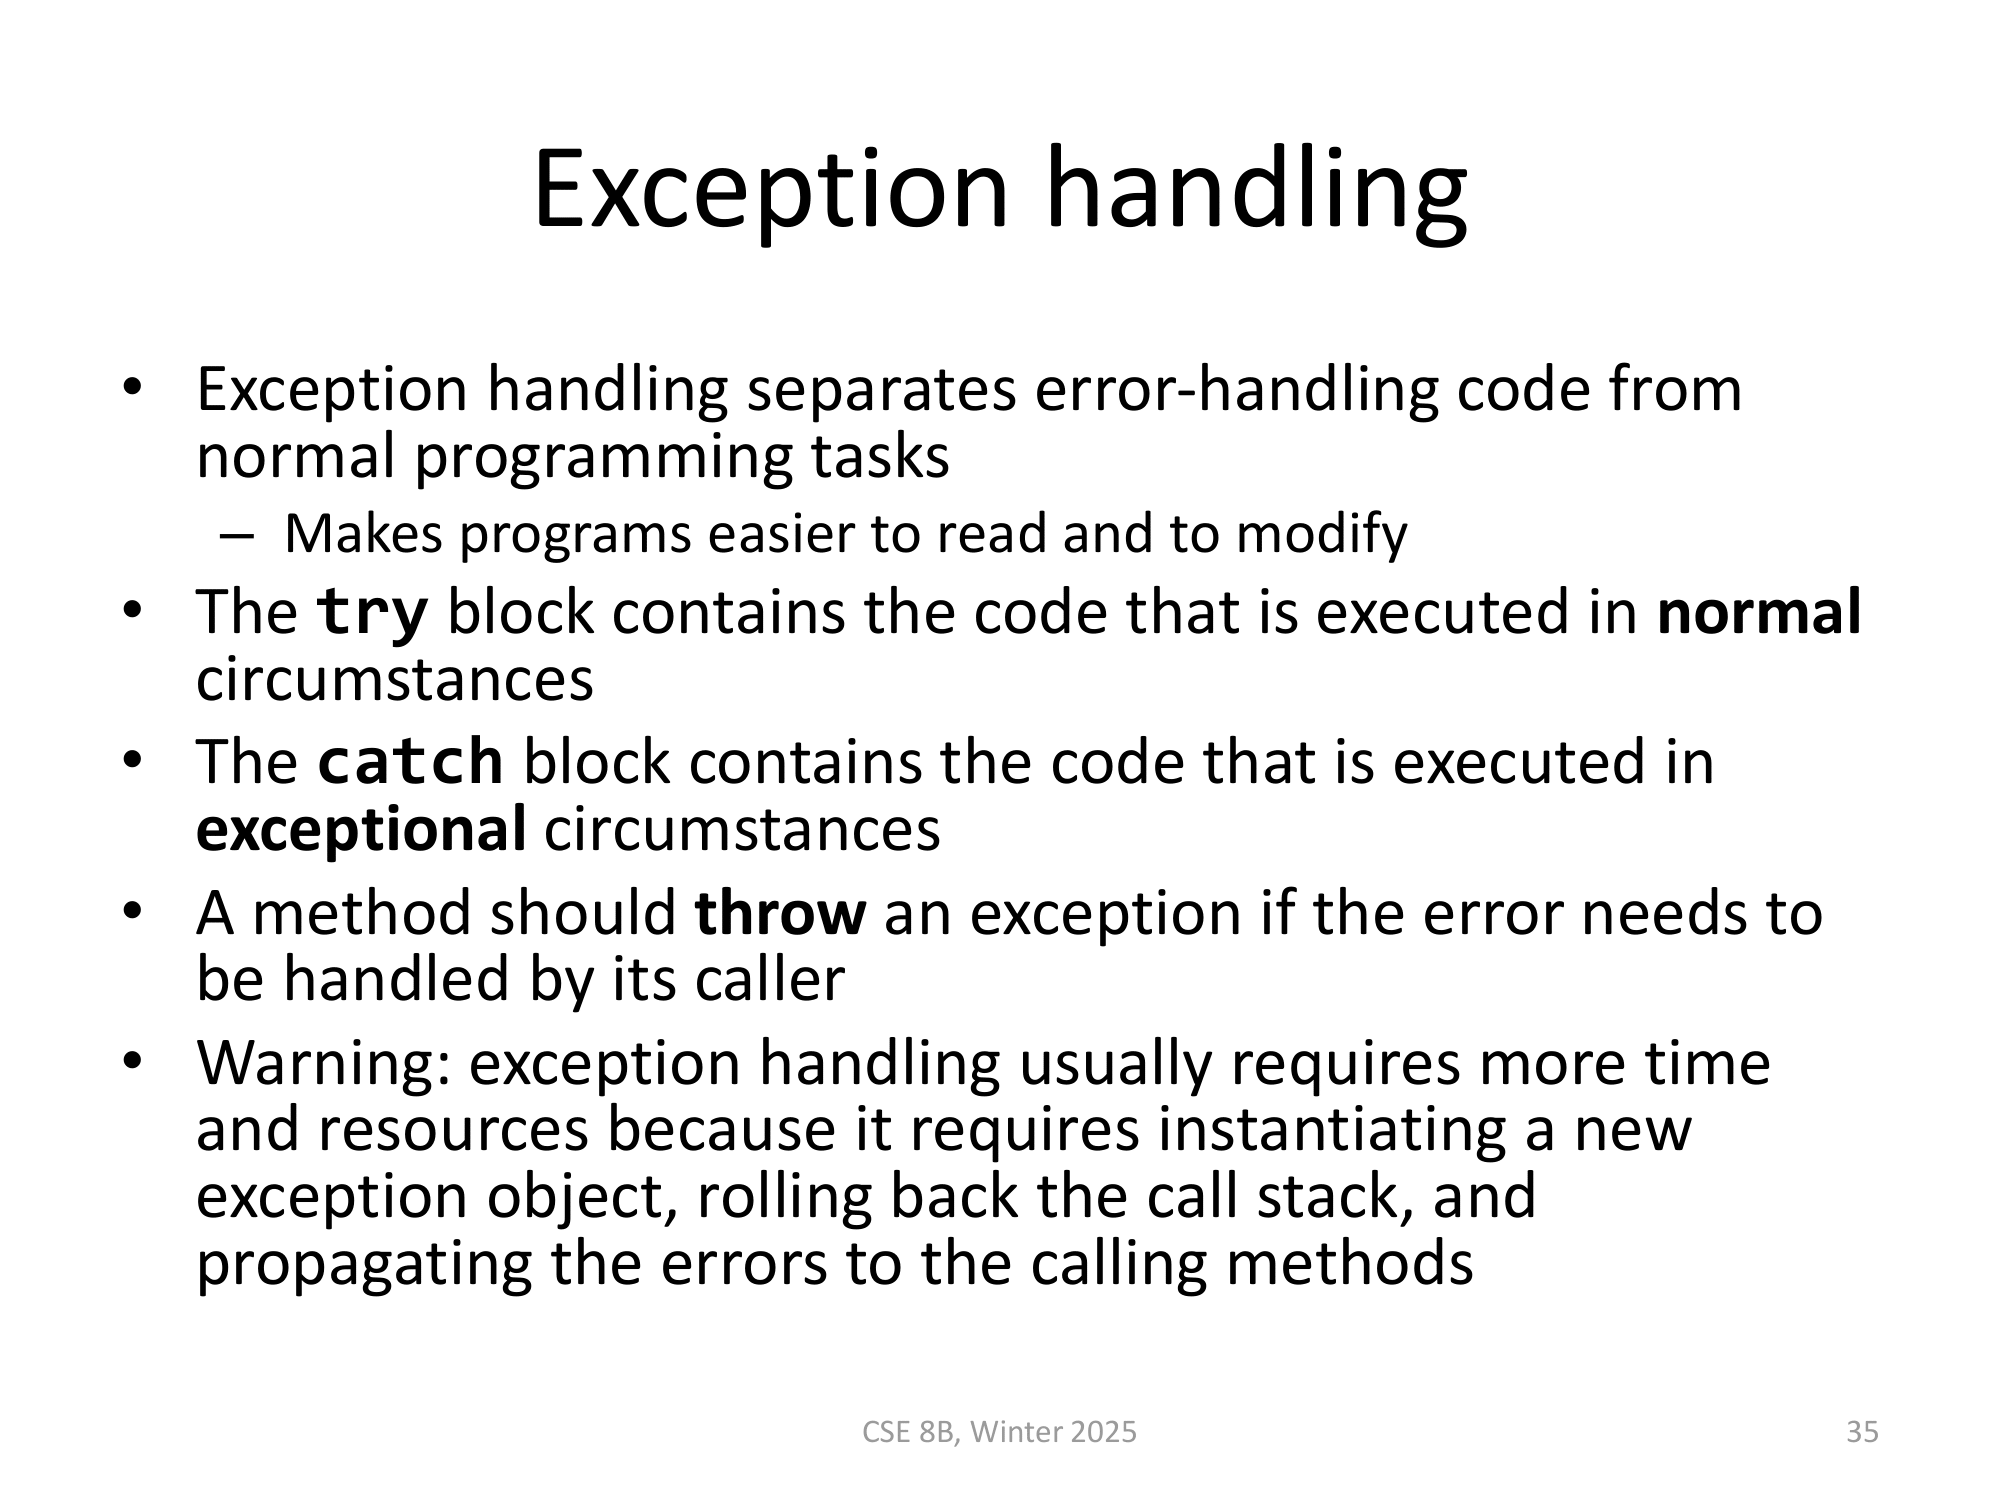 Exception handling
• Exception handling separates error-handling code from
normal programming tasks
– Makes programs easier to read and to modify
• The try block contains the code that is executed in normal
circumstances
• The catch block contains the code that is executed in
exceptional circumstances
• A method should throw an exception if the error needs to
be handled by its caller
• Warning: exception handling usually requires more time
and resources because it requires instantiating a new
exception object, rolling back the call stack, and
propagating the errors to the calling methods
CSE 8B, Winter 2025
35